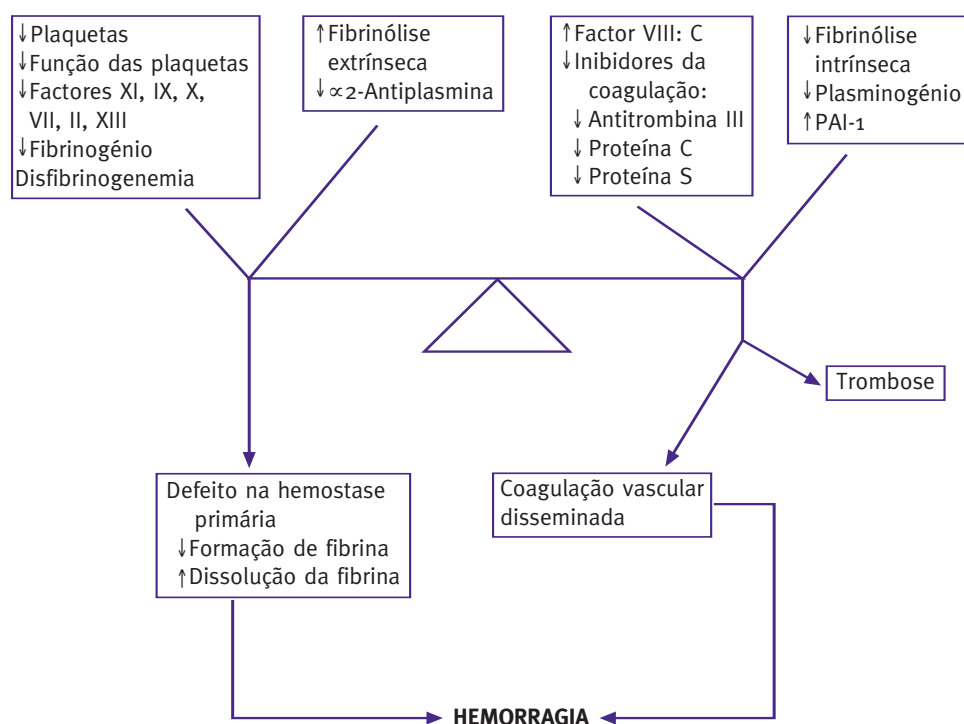 ↓Plaquetas
↓Função das plaquetas
↓Factores XI, IX, X,
VII, II, XIII
↓Fibrinogénio
Disfibrinogenemia
↑Fibrinólise
extrínseca
↓∝2-Antiplasmina
↑Factor VIII: C
↓Inibidores da
coagulação:
↓Antitrombina III
↓Proteína C
↓Proteína S
↓Fibrinólise
intrínseca
↓Plasminogénio
↑PAI-1
Trombose
Defeito na hemostase
primária
↓Formação de fibrina
↑Dissolução da fibrina
Coagulação vascular
disseminada
HEMORRAGIA